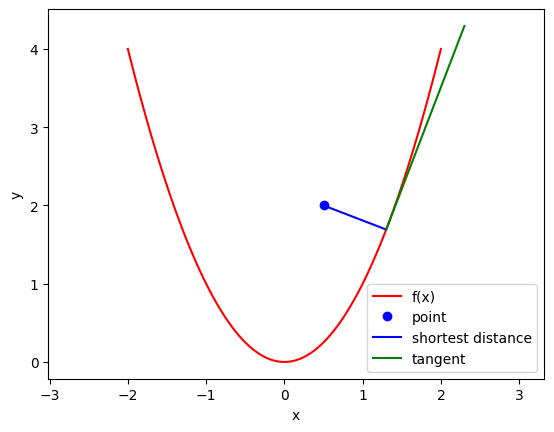 4
3
2
1
0
y
−3
−2
−1
0
1
2
3
x
f(x)
point
shortest distance
tangent